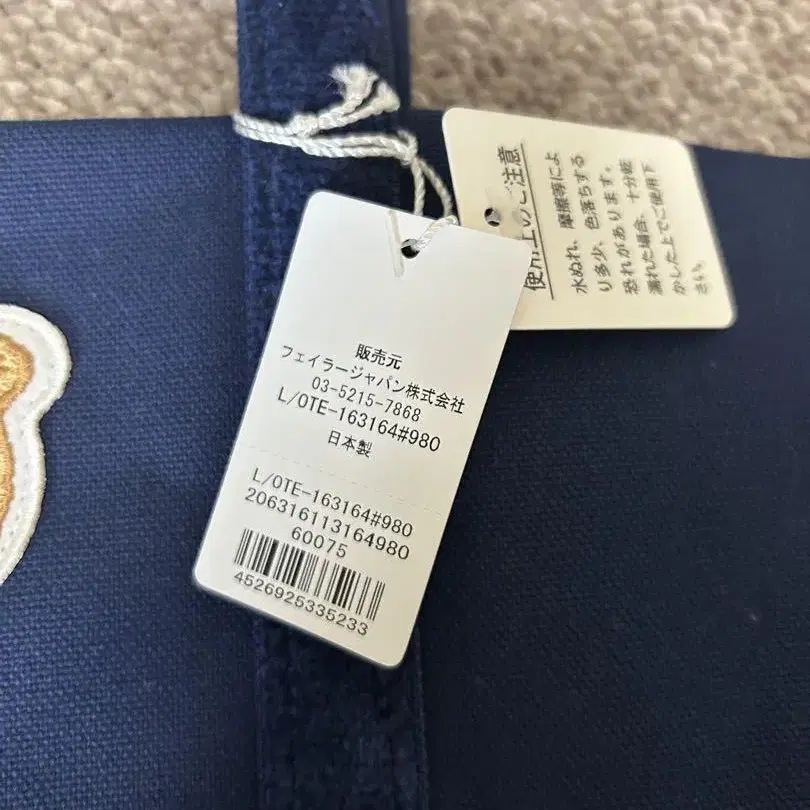 販売元
フェイラージャパン株式会社
03-5215-7868
L/OTE-163164#980
日本製
L/OTE-163164#980
206316113164980
60075
4526925335233
使用上のご注意
水ぬれ、摩擦等によ
り多少、色落ちする
恐れがあります。
濡れた場合、十分乾
かした上でご使用下
さい。